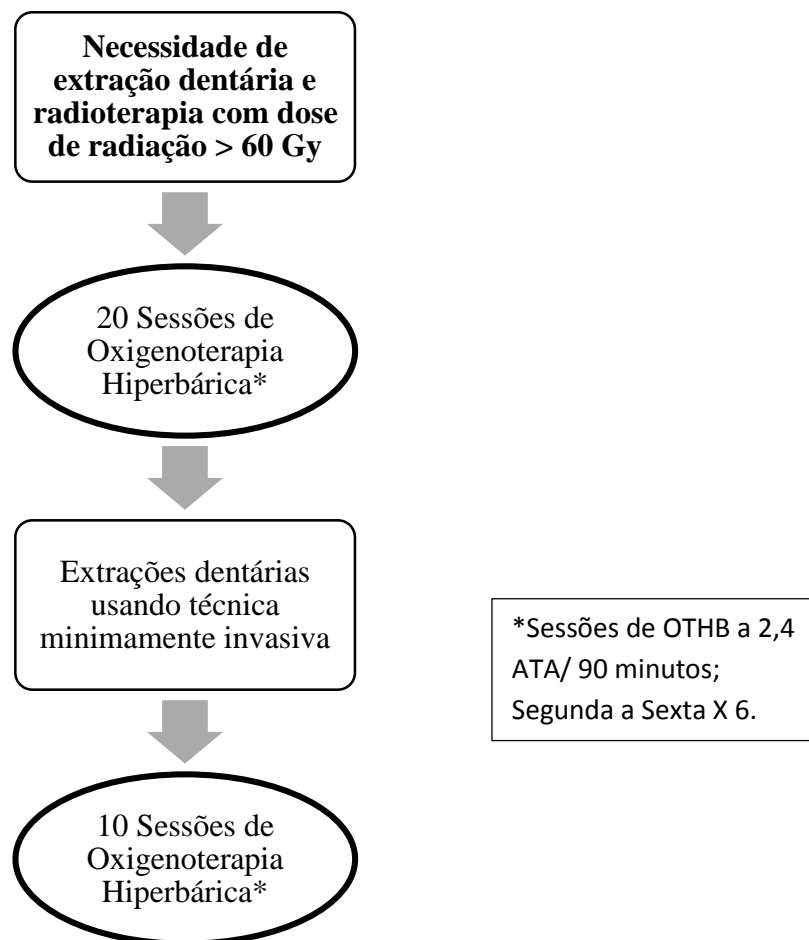 Necessidade de
extração dentária e
radioterapia com dose
de radiação > 60 Gy
20 Sessões de
Oxigenoterapia
Hiperbárica*
Extrações dentárias
usando técnica
minimamente invasiva
*Sessões de OTHB a 2,4
ATA/ 90 minutos;
Segunda a Sexta X 6.
10 Sessões de
Oxigenoterapia
Hiperbárica*